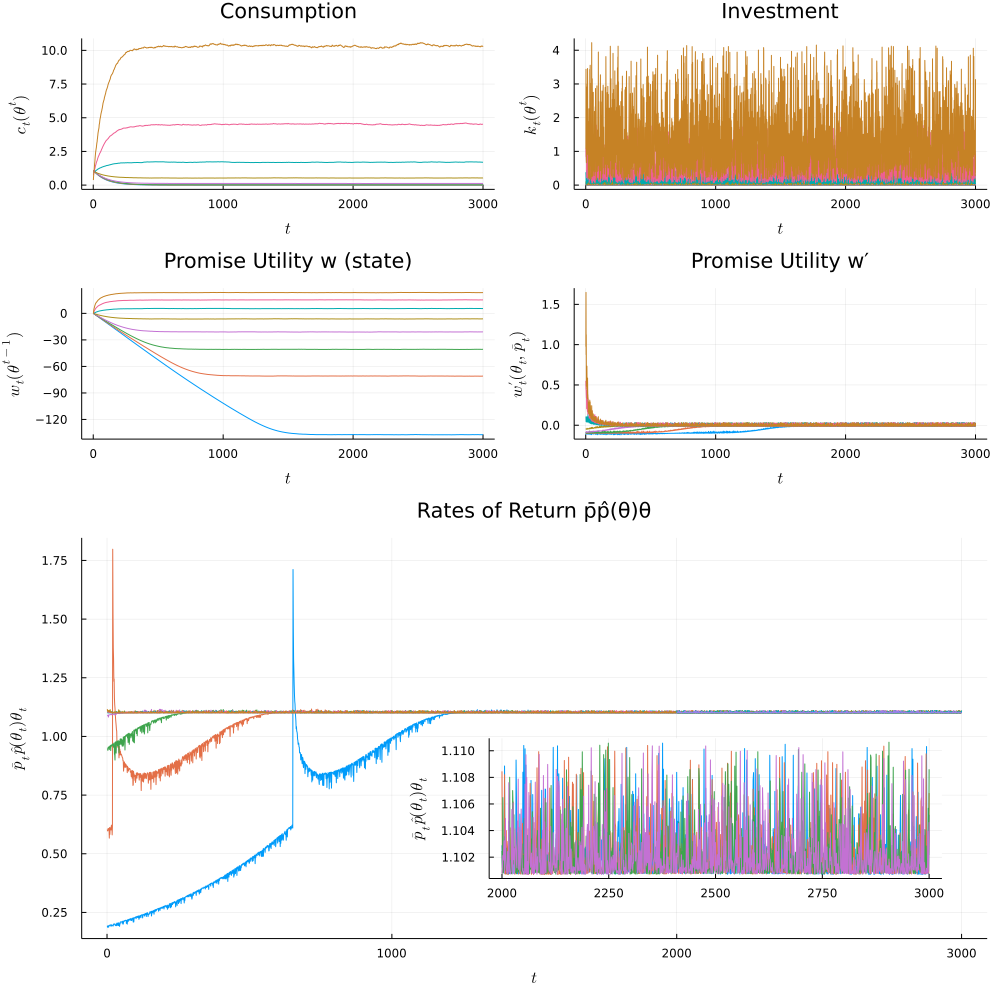 Consumption
Investment
c_t(θ^t)
10.0
7.5
5.0
2.5
0.0
0 1000 2000 3000
t
k_t(θ^t)
4
3
2
1
0
0 1000 2000 3000
t
Promise Utility w (state)
Promise Utility w′
w_t(θ^{t−1})
0
−30
−60
−90
−120
0 1000 2000 3000
t
w′_t(θ_t, p̄_t)
1.5
1.0
0.5
0.0
0 1000 2000 3000
t
Rates of Return p̄p̂(θ)θ
p̄_t p̂(θ_t)θ_t
1.75
1.50
1.25
1.00
0.75
0.50
0.25
0 1000 2000 3000
t
p̄_t p̂(θ_t)θ_t
1.110
1.108
1.106
1.104
1.102
2000 2250 2500 2750 3000